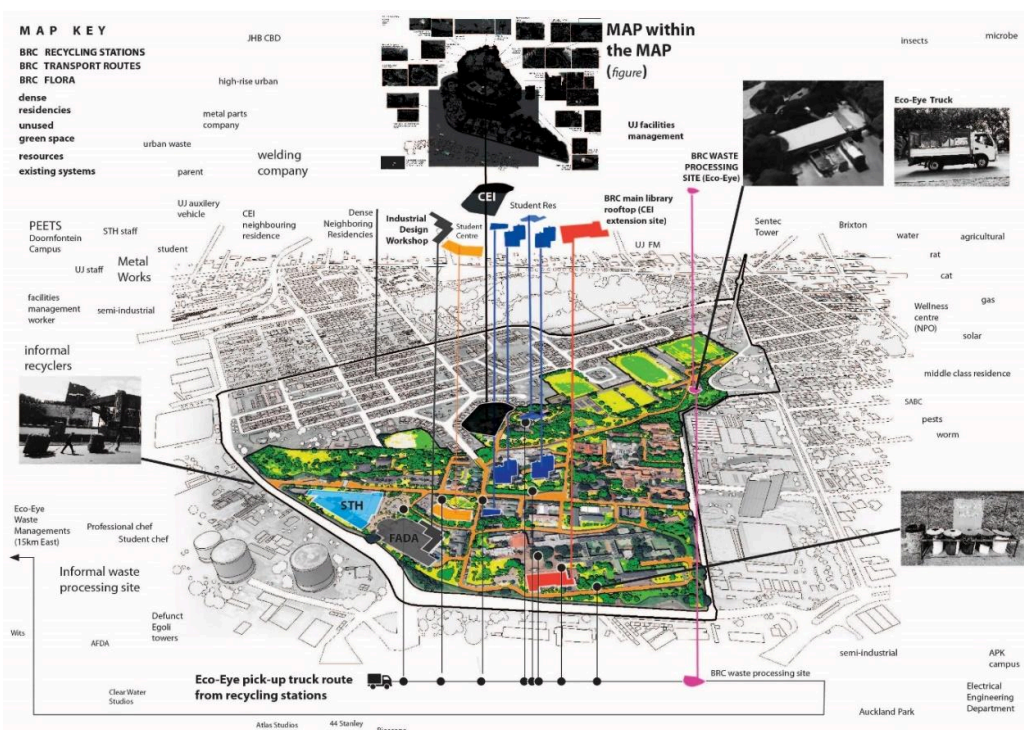 MAP KEY
BRC RECYCLING STATIONS
BRC TRANSPORT ROUTES
BRC FLORA
dense
residencies
unused
green space
resources
existing systems
JHB CBD
high-rise urban
metal parts
company
urban waste
welding
company
parent
MAP within
the MAP
(figure)
insects
microbe
UJ facilities
management
BRC WASTE
PROCESSING
SITE (Eco-Eye)
Eco-Eye Truck
CEI
Student Res
BRC main library
rooftop (CEI
extension site)
UJ FM
Industrial
Design
Workshop
Student
Centre
Dense
Neighboring
Residencies
CEI
neighbouring
residence
UJ auxilery
vehicle
PEETS
Doornfontein
Campus
STH staff
student
UJ staff
Metal
Works
facilities
management
worker
semi-industrial
informal
recyclers
Sentec
Tower
Brixton
water
agricultural
rat
cat
gas
Wellness
centre
(NPO)
solar
middle class residence
SABC
pests
worm
STH
FADA
Eco-Eye
Waste
Managements
(15km East)
Professional chef
Student chef
Informal waste
processing site
Defunct
Egoli
towers
Wits
AFDA
Clear Water
Studios
Eco-Eye pick-up truck route
from recycling stations
BRC waste processing site
semi-industrial
APK
campus
Electrical
Engineering
Department
Auckland Park
Atlas Studios
44 Stanley